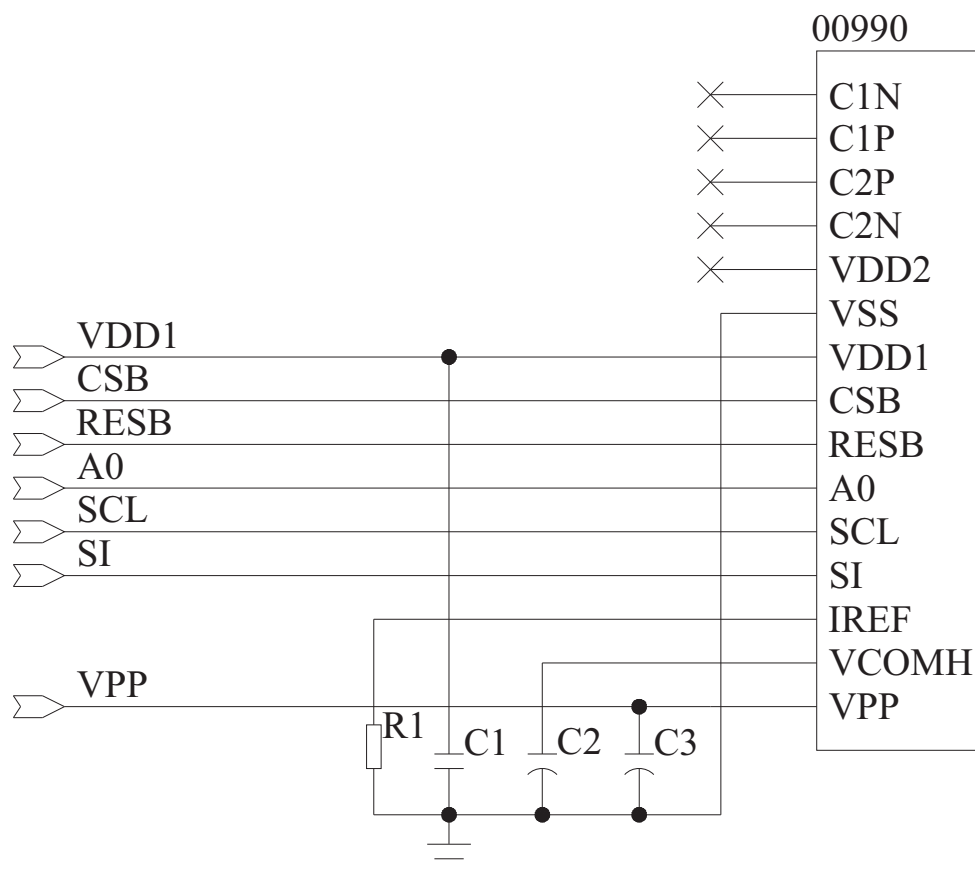 00990
C1N
C1P
C2P
C2N
VDD2
VSS
VDD1 VDD1
CSB CSB
RESB RESB
A0 A0
SCL SCL
SI SI
IREF
VCOMH
VPP VPP
R1 C1 C2 C3